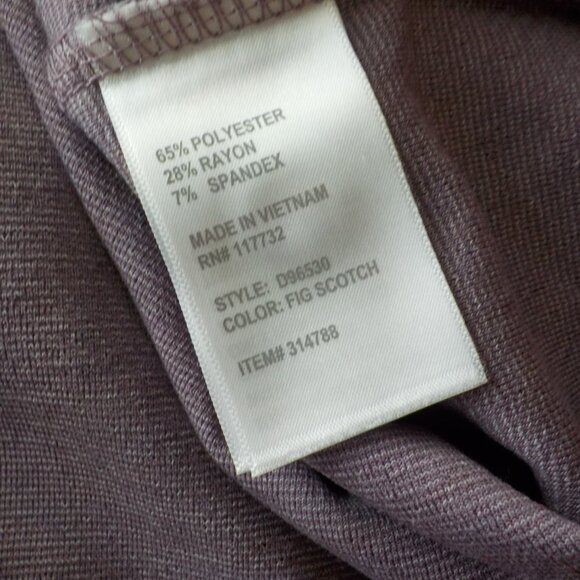 65% POLYESTER
28% RAYON
7% SPANDEX
MADE IN VIETNAM
RN# 117732
STYLE: D96530
COLOR: FIG SCOTCH
ITEM# 314788